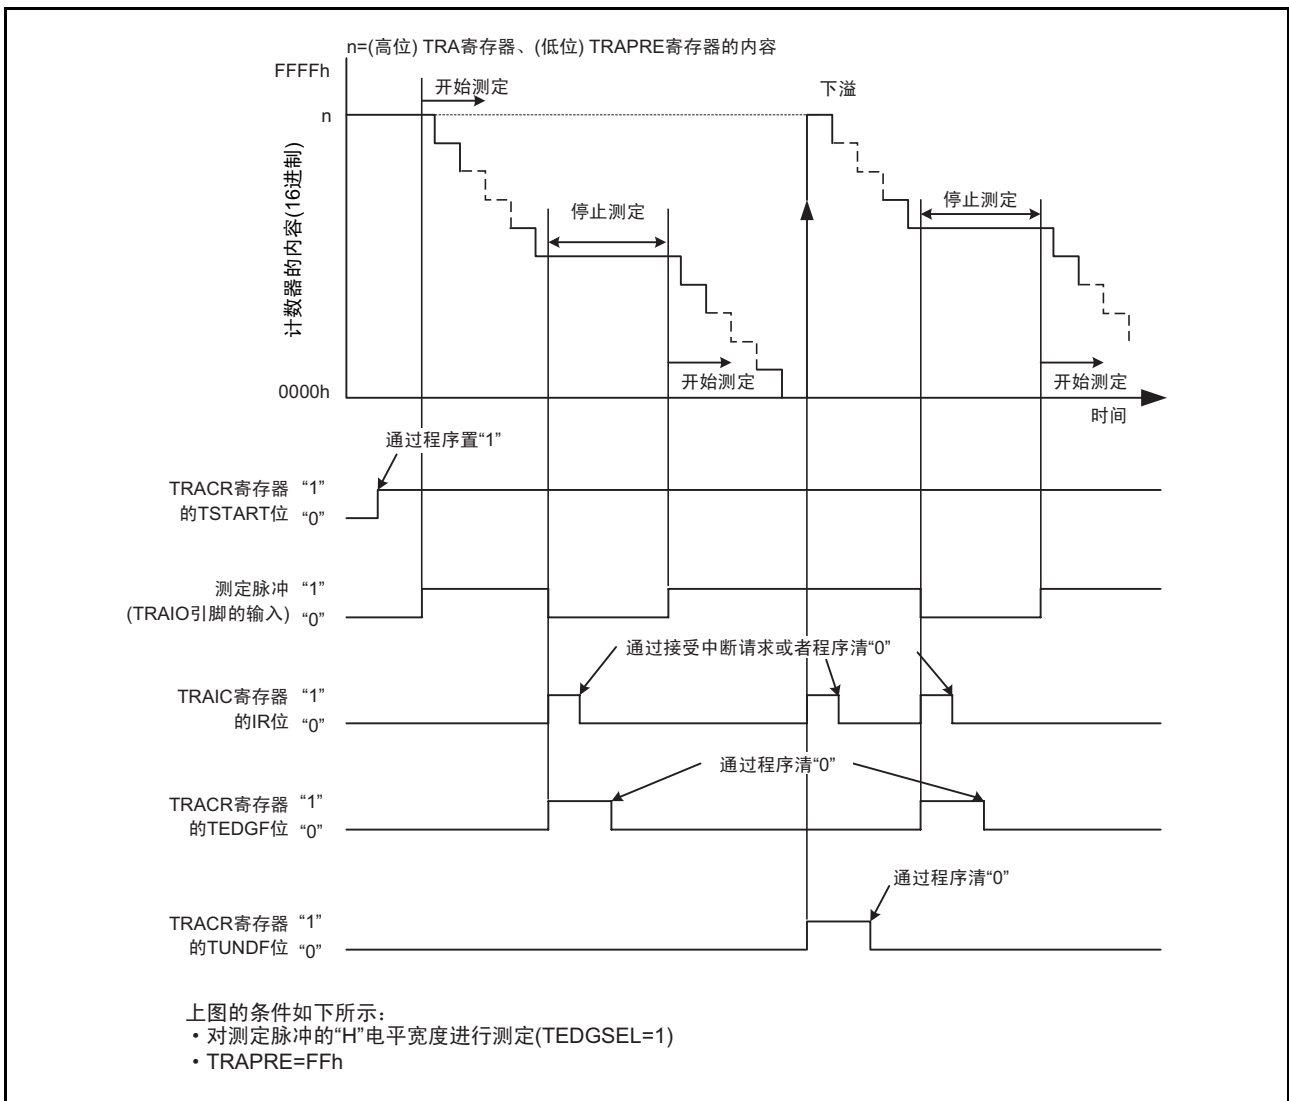 n=(高位) TRA寄存器、(低位) TRAPRE寄存器的内容
FFFFh
开始测定
下溢
n
计数器的内容(16进制)
停止测定
停止测定
开始测定
开始测定
0000h
时间
通过程序置“1”
TRACR寄存器 “1”
的TSTART位 “0”
测定脉冲 “1”
(TRAIO引脚的输入) “0”
通过接受中断请求或者程序清“0”
TRAIC寄存器 “1”
的IR位 “0”
通过程序清“0”
TRACR寄存器 “1”
的TEDGF位 “0”
通过程序清“0”
TRACR寄存器 “1”
的TUNDF位 “0”
上图的条件如下所示：
•对测定脉冲的“H”电平宽度进行测定(TEDGSEL=1)
•TRAPRE=FFh